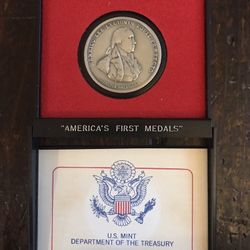 "AMERICA'S FIRST MEDALS"
U.S. MINT
DEPARTMENT OF THE TREASURY